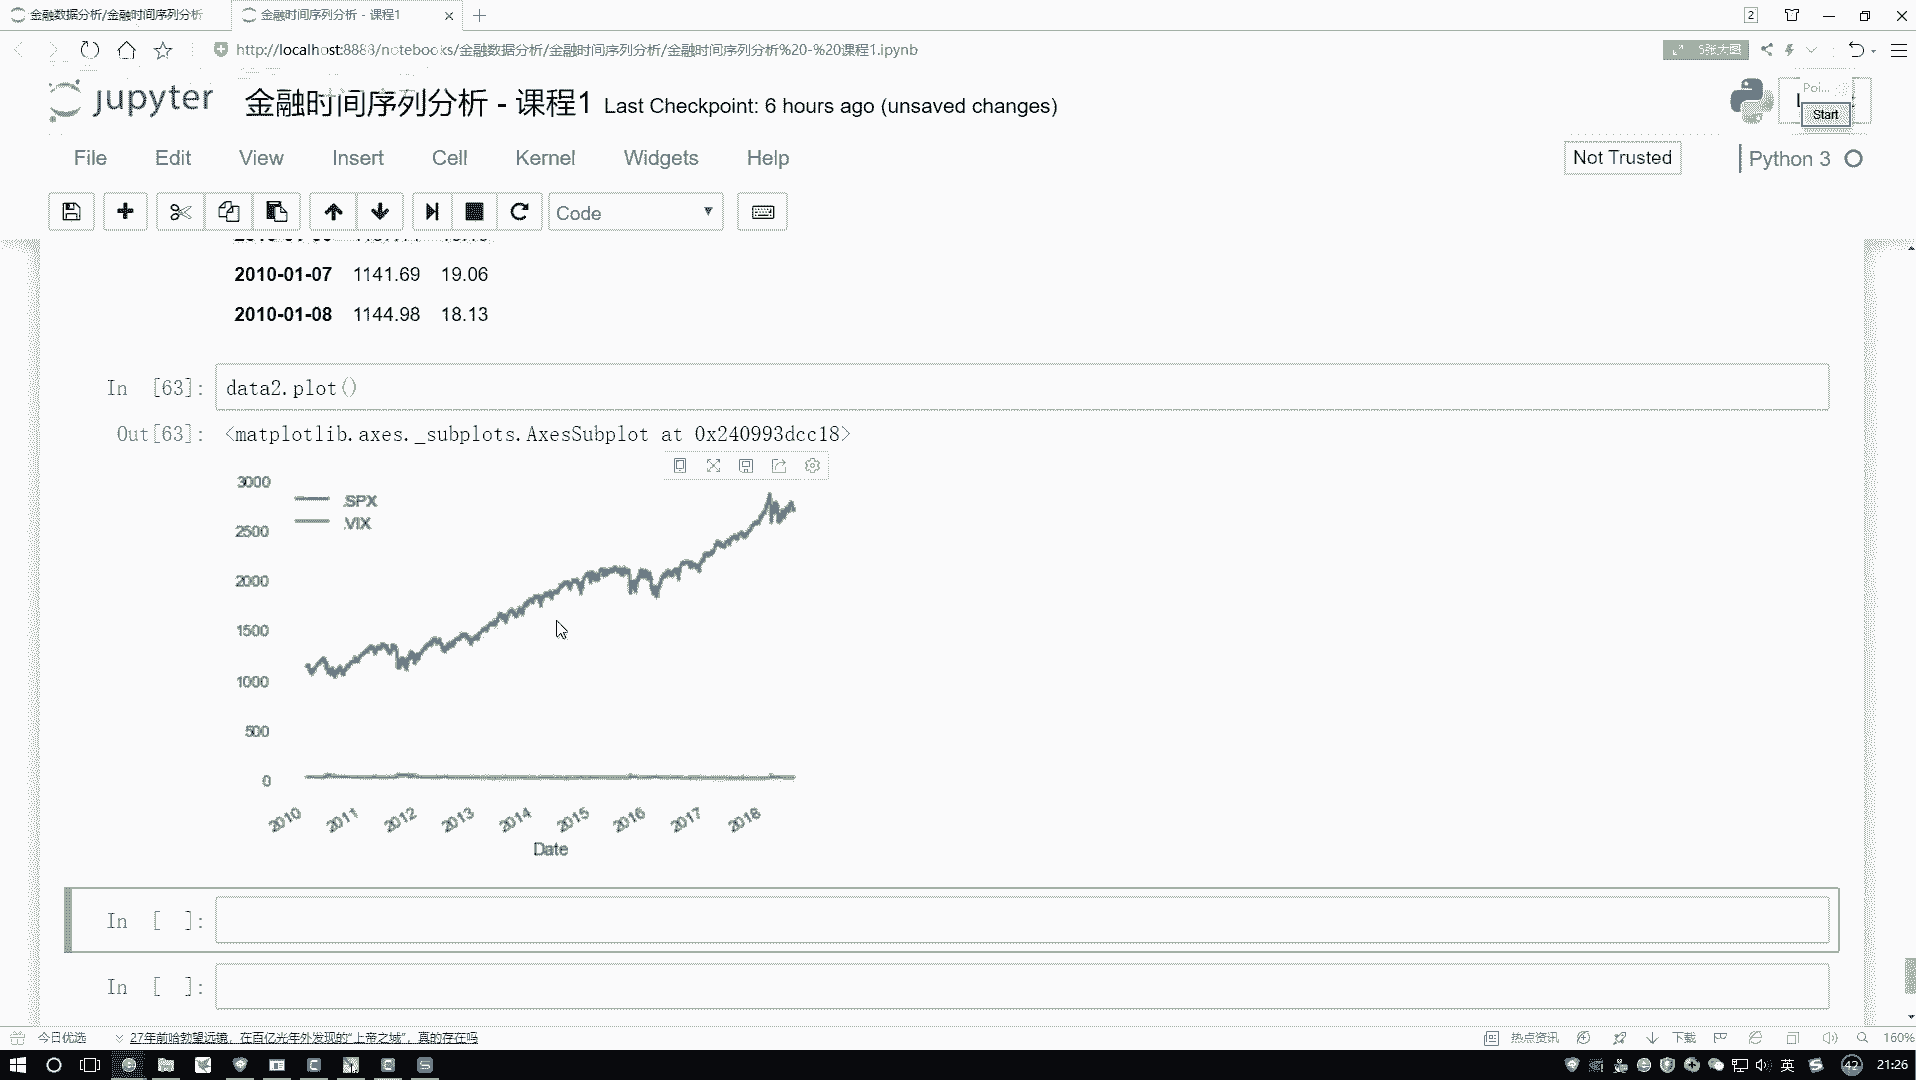 金融数据分析/金融时间序列分析
金融时间序列分析 - 课程1
2
http://localhost:8888/notebooks/金融数据分析/金融时间序列分析/金融时间序列分析%20-%20课程1.ipynb
5张大图
jupyter
金融时间序列分析 - 课程1 Last Checkpoint: 6 hours ago (unsaved changes)
Poi...
Start
File Edit View Insert Cell Kernel Widgets Help
Not Trusted
Python 3
Code
2010-01-07 1141.69 19.06
2010-01-08 1144.98 18.13
In [63]: data2.plot()
Out[63]: <matplotlib.axes._subplots.AxesSubplot at 0x240993dcc18>
3000
.SPX
.VIX
2500
2000
1500
1000
500
0
2010 2011 2012 2013 2014 2015 2016 2017 2018
Date
In [ ]:
In [ ]:
今日优选
27年前哈勃望远镜，在百亿光年外发现的“上帝之城”，真的存在吗
热点资讯
下载
160%
英
42
21:26